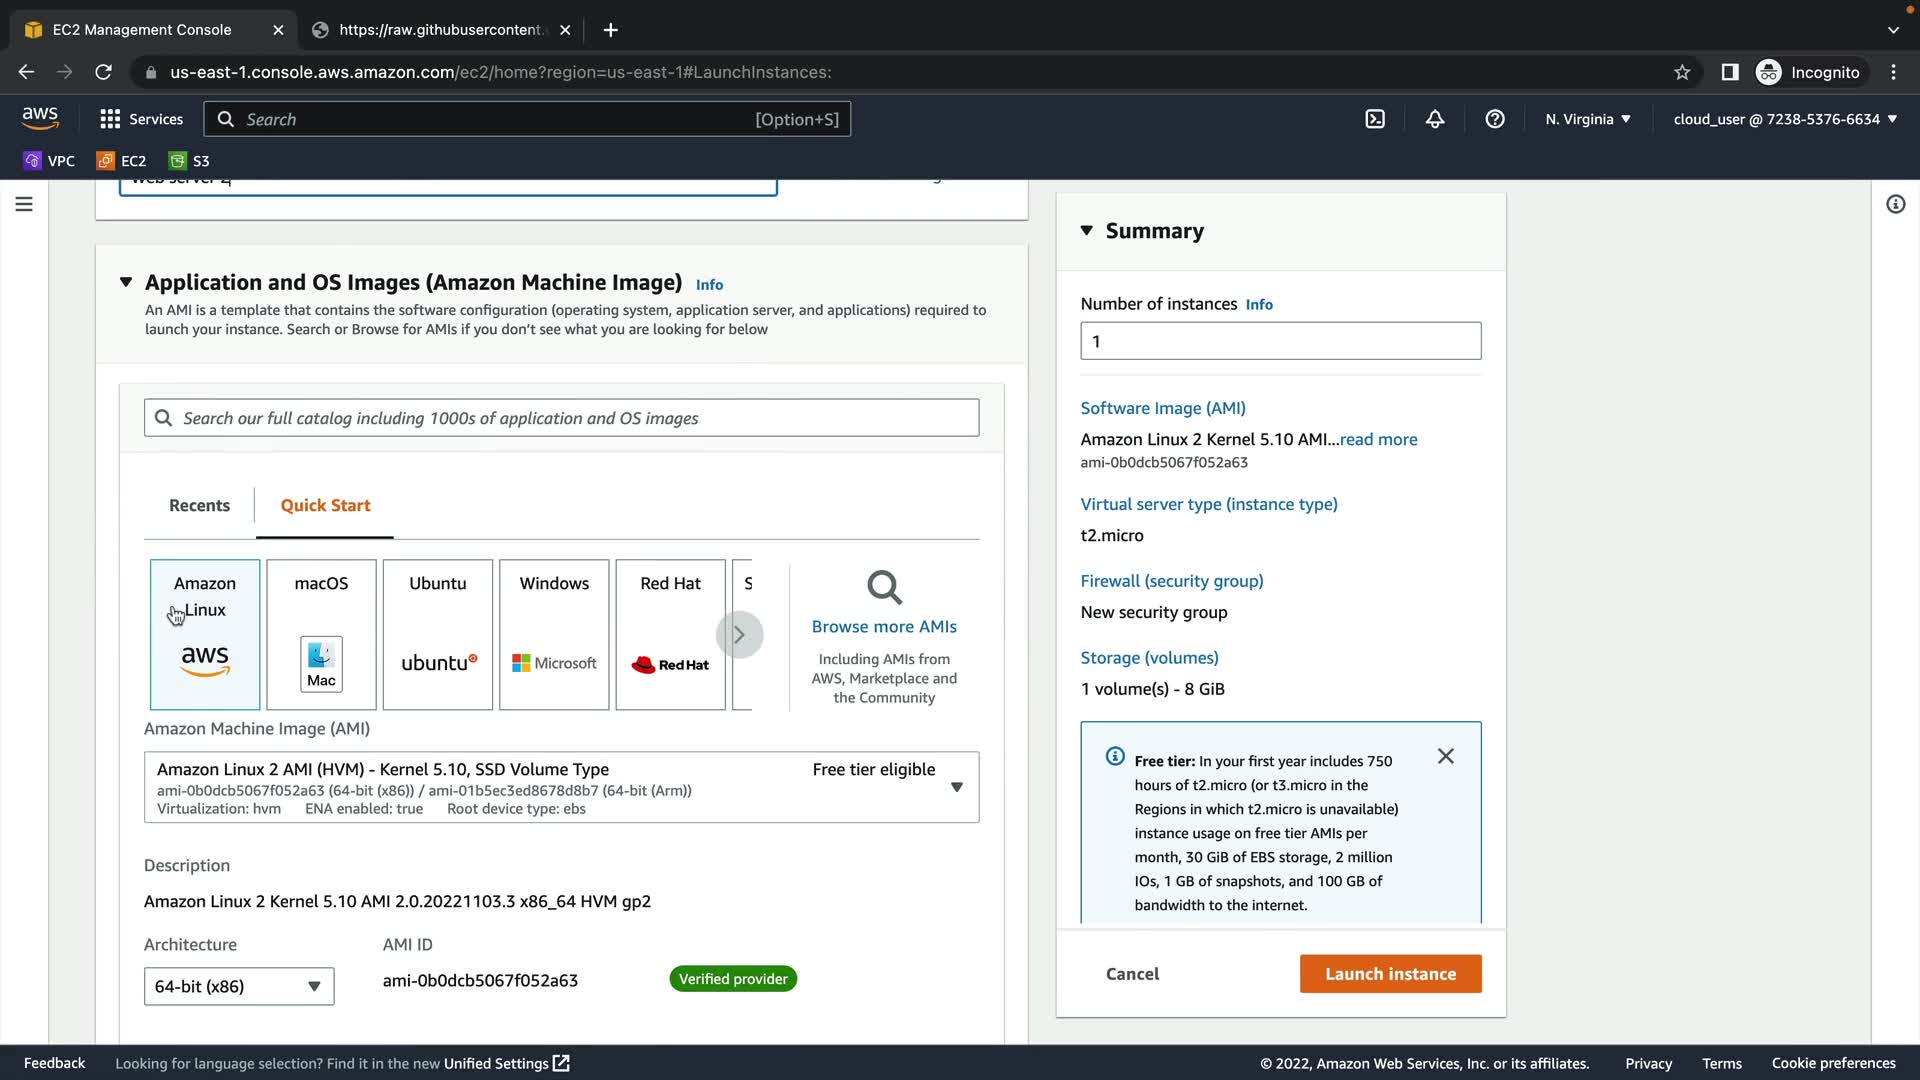 EC2 Management Console
https://raw.githubusercontent.
us-east-1.console.aws.amazon.com/ec2/home?region=us-east-1#LaunchInstances:
Incognito
aws
Services
Search
[Option+S]
N. Virginia
cloud_user @ 7238-5376-6634
VPC
EC2
S3
Application and OS Images (Amazon Machine Image) Info
An AMI is a template that contains the software configuration (operating system, application server, and applications) required to
launch your instance. Search or Browse for AMIs if you don't see what you are looking for below
Search our full catalog including 1000s of application and OS images
Recents
Quick Start
Amazon
Linux
aws
macOS
Mac
Ubuntu
ubuntu
Windows
Microsoft
Red Hat
Red Hat
S
Browse more AMIs
Including AMIs from
AWS, Marketplace and
the Community
Amazon Machine Image (AMI)
Amazon Linux 2 AMI (HVM) - Kernel 5.10, SSD Volume Type
Free tier eligible
ami-0b0dcb5067f052a63 (64-bit (x86)) / ami-01b5ec3ed8678d8b7 (64-bit (Arm))
Virtualization: hvm ENA enabled: true Root device type: ebs
Description
Amazon Linux 2 Kernel 5.10 AMI 2.0.20221103.3 x86_64 HVM gp2
Architecture
AMI ID
64-bit (x86)
ami-0b0dcb5067f052a63
Verified provider
Summary
Number of instances Info
1
Software Image (AMI)
Amazon Linux 2 Kernel 5.10 AMI...read more
ami-0b0dcb5067f052a63
Virtual server type (instance type)
t2.micro
Firewall (security group)
New security group
Storage (volumes)
1 volume(s) - 8 GiB
Free tier: In your first year includes 750
hours of t2.micro (or t3.micro in the
Regions in which t2.micro is unavailable)
instance usage on free tier AMIs per
month, 30 GiB of EBS storage, 2 million
IOs, 1 GB of snapshots, and 100 GB of
bandwidth to the internet.
Cancel
Launch instance
Feedback
Looking for language selection? Find it in the new Unified Settings
© 2022, Amazon Web Services, Inc. or its affiliates.
Privacy
Terms
Cookie preferences